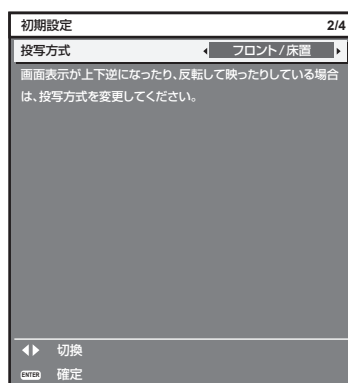 初期設定 2/4
投写方式 フロント/床置
画面表示が上下逆になったり、反転して映ったりしている場合
は、投写方式を変更してください。
切換
ENTER 確定